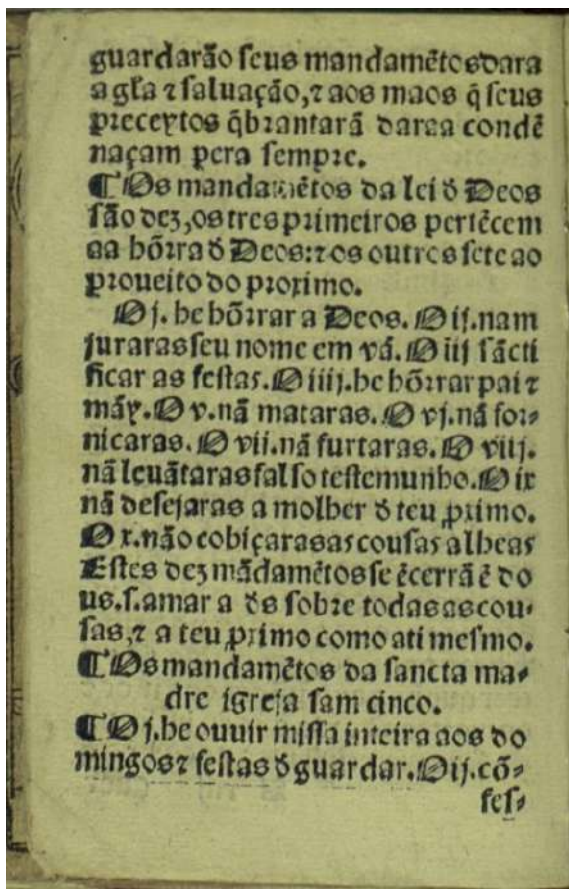 guardarão seus mandamẽtos dara
a gl̃a ⁊ saluação, ⁊ aos maos q̃ seus
preceptos q̃brantarã darea condẽ
naçam pera sempre.
¶ Os mandamẽtos da lei d̃ Deos
são dez, os tres primeiros pertẽcem
aa hõrra d̃ Deos: ⁊ os outros sete ao
proueito do proximo.
O j. he hõrrar a Deos. O ij. nam
juraras seu nome em vã. O iij sãcti
ficar as festas. O iiij. he hõrrar pai ⁊
mãy. O v. nã mataras. O vj. nã for⸗
nicaras. O vii. nã furtaras. O viij.
nã leuãtaras falso testemunho. O ix
nã desejaras a molher d̃ teu primo.
O x. não cobiçaras as cousas alheas
Estes dez mãdamẽtos se ẽcerrã ẽ do
us. s. amar a d̃s sobre todas as cou⸗
sas, ⁊ a teu primo como ati mesmo.
¶ Os mandamẽtos da sancta ma⸗
dre igreja sam cinco.
¶ O j. he ouuir missa inteira aos do
mingos ⁊ festas d̃ guardar. O ij. cõ⸗
fes⸗